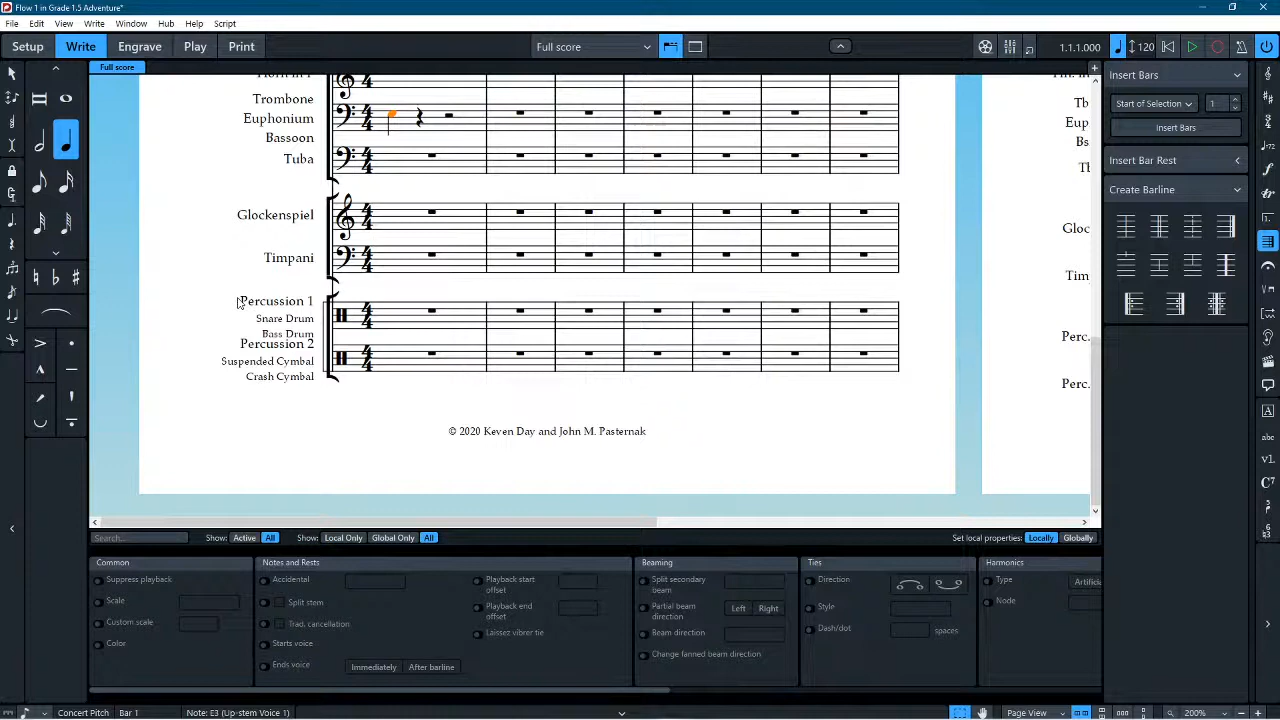 Flow 1 in Grade 1.5 Adventure*
File Edit View Write Window Hub Help Script
Setup Write Engrave Play Print Full score 1.1.1.000 120
Full score
Insert Bars
Start of Selection 1
Insert Bars
Insert Bar Rest
Create Barline
Trombone
Euphonium
Bassoon
Tuba
Glockenspiel
Timpani
Percussion 1
Snare Drum
Bass Drum
Percussion 2
Suspended Cymbal
Crash Cymbal
Tb
Eup
Bs
Tb
Gloc
Tim
Perc.
Perc.
© 2020 Keven Day and John M. Pasternak
Search... Show: Active All Show: Local Only Global Only All Set local properties: Locally Globally
Common
Suppress playback
Scale
Custom scale
Color
Notes and Rests
Accidental
Split stem
Trad. cancellation
Starts voice
Ends voice Immediately After barline
Playback start offset
Playback end offset
Laissez vibrer tie
Beaming
Split secondary beam
Partial beam direction Left Right
Beam direction
Change fanned beam direction
Ties
Direction
Style
Dash/dot spaces
Harmonics
Type Artificia
Node
Concert Pitch Bar 1 Note: E3 (Up-stem Voice 1) Page View 200%